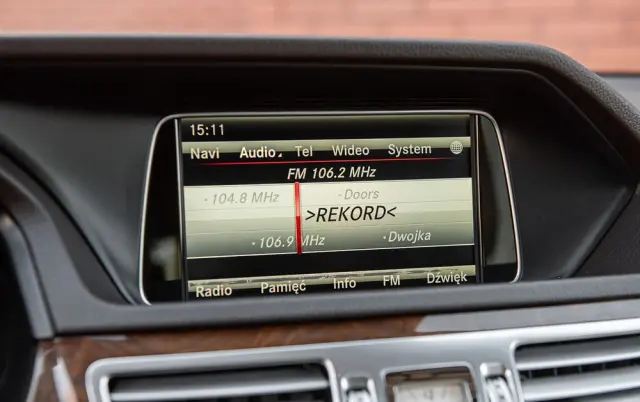 15:11
Navi Audio Tel Wideo System
FM 106.2 MHz
·104.8 MHz -Doors
>REKORD<
·106.9 MHz ·Dwojka
Radio Pamięć Info FM Dźwięk